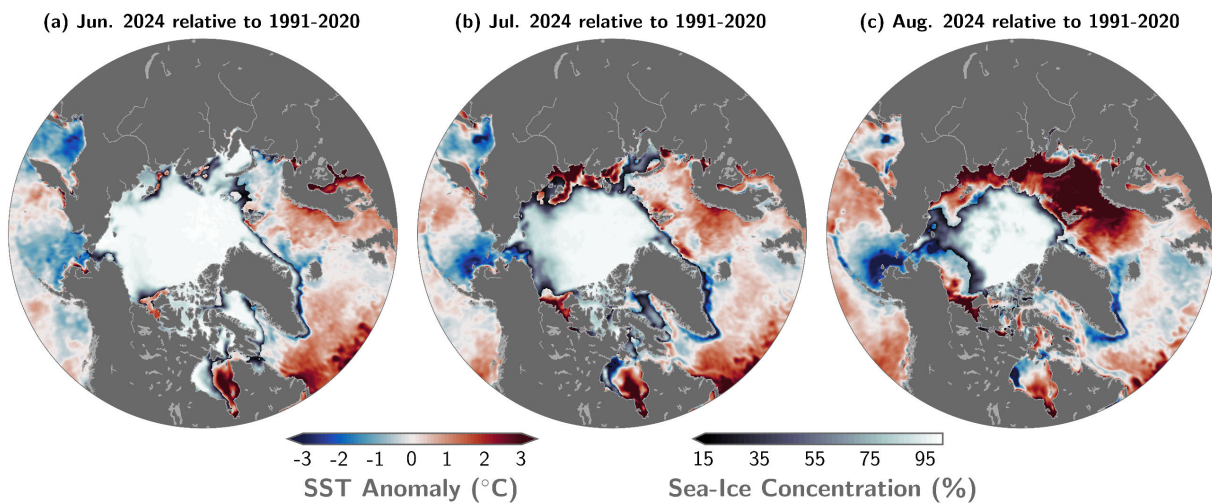 (a) Jun. 2024 relative to 1991-2020
(b) Jul. 2024 relative to 1991-2020
(c) Aug. 2024 relative to 1991-2020
-3 -2 -1 0 1 2 3
SST Anomaly (°C)
15 35 55 75 95
Sea-Ice Concentration (%)